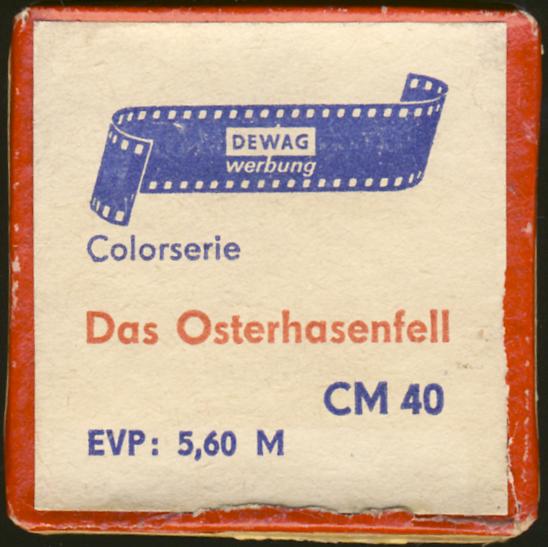 DEWAG
werbung
Colorserie
Das Osterhasenfell
CM 40
EVP: 5,60 M